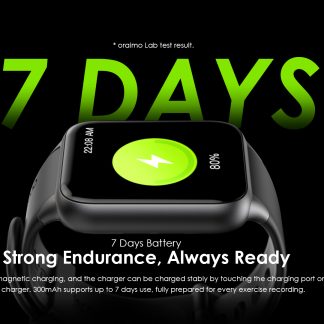 * oraimo Lab test result.
7 DAYS
22:08 AM
80%
7 Days Battery
Strong Endurance, Always Ready
magnetic charging, and the charger can be charged stably by touching the charging port on
charger. 300mAh supports up to 7 days use, fully prepared for every exercise recording.